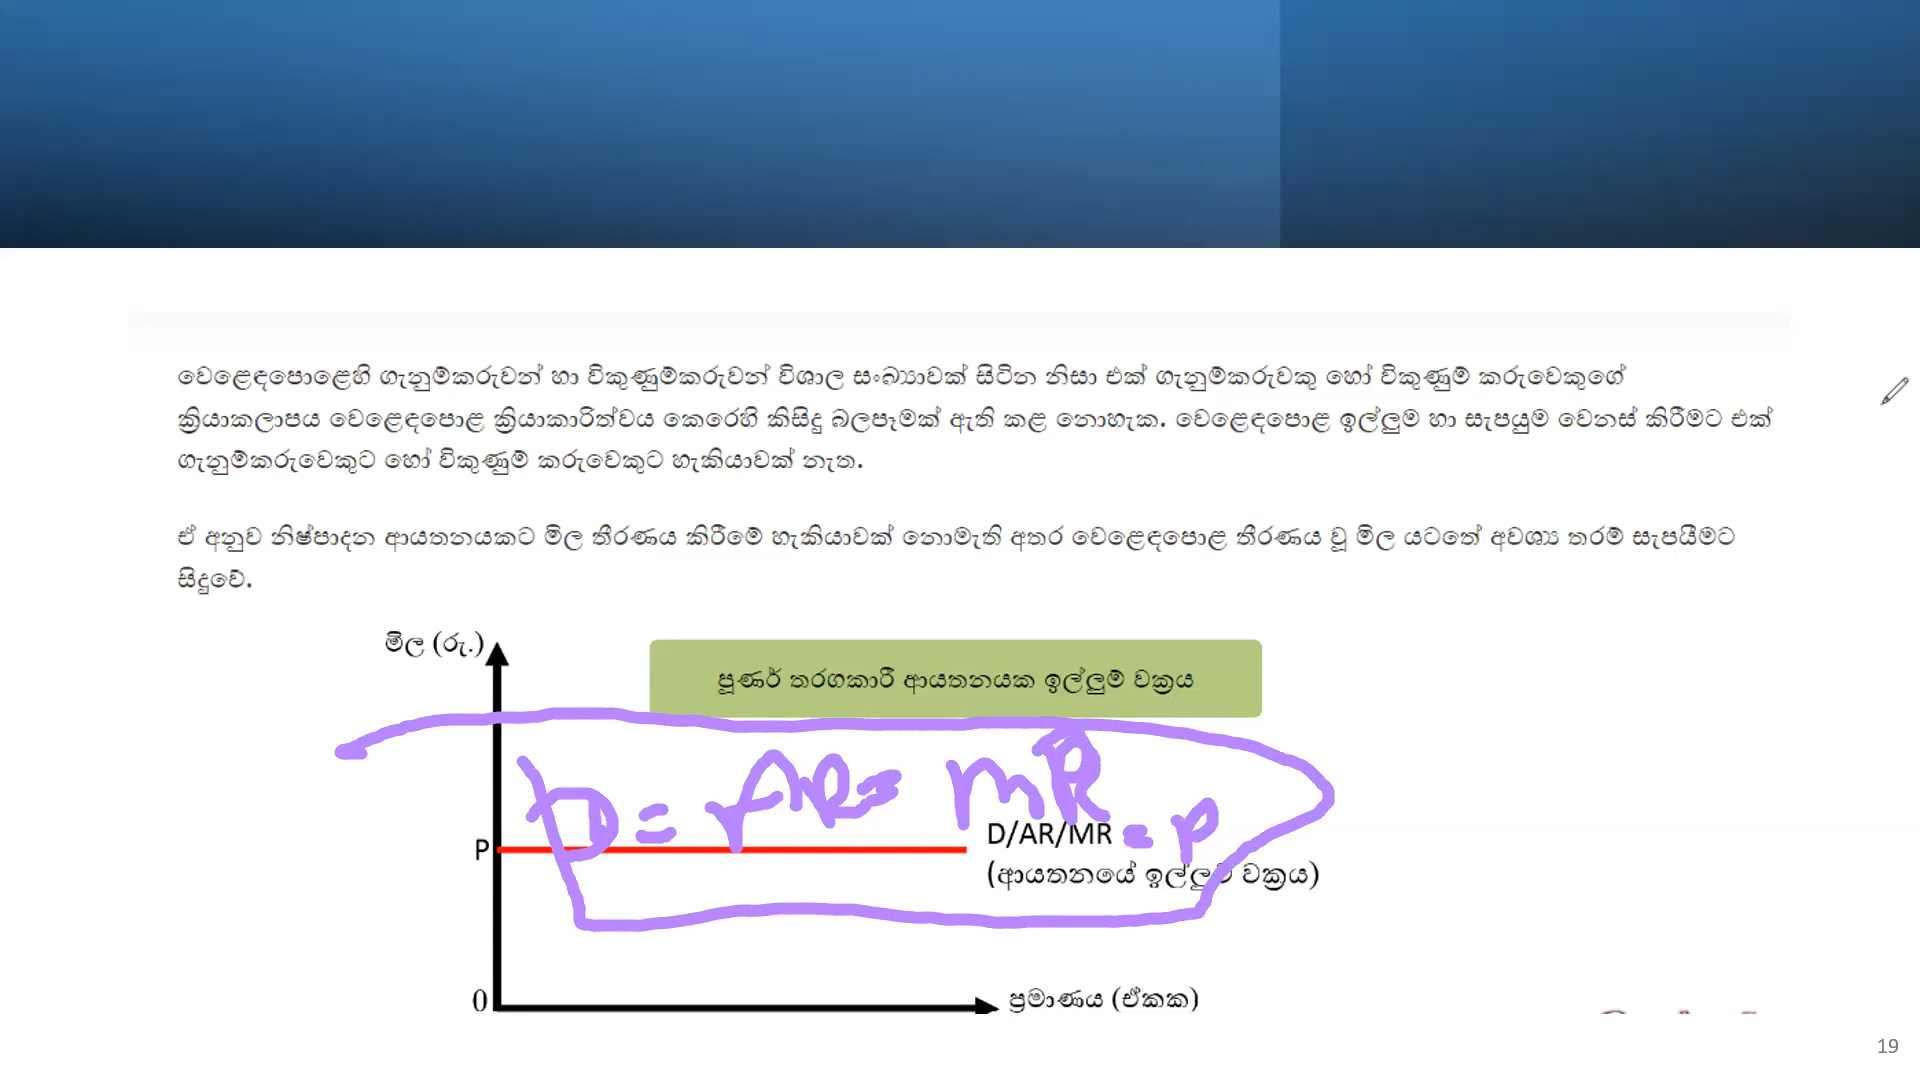 වෙළෙඳපොළෙහි ගැනුම්කරුවන් හා විකුණුම්කරුවන් විශාල සංඛ්‍යාවක් සිටින නිසා එක් ගැනුම්කරුවකු හෝ විකුණුම් කරුවෙකුගේ
ක්‍රියාකලාපය වෙළෙඳපොළ ක්‍රියාකාරිත්වය කෙරෙහි කිසිදු බලපෑමක් ඇති කළ නොහැක. වෙළෙඳපොළ ඉල්ලුම හා සැපයුම වෙනස් කිරීමට එක්
ගැනුම්කරුවෙකුට හෝ විකුණුම් කරුවෙකුට හැකියාවක් නැත.
ඒ අනුව නිෂ්පාදන ආයතනයකට මිල තීරණය කිරීමේ හැකියාවක් නොමැති අතර වෙළෙඳපොළ තීරණය වූ මිල යටතේ අවශ්‍ය තරම් සැපයීමට
සිදුවේ.
මිල (රු.)
පූර්ණ තරගකාරී ආයතනයක ඉල්ලුම් වක්‍රය
D = AR = MR = P
P
D/AR/MR
(ආයතනයේ ඉල්ලුම් වක්‍රය)
0
ප්‍රමාණය (ඒකක)
19